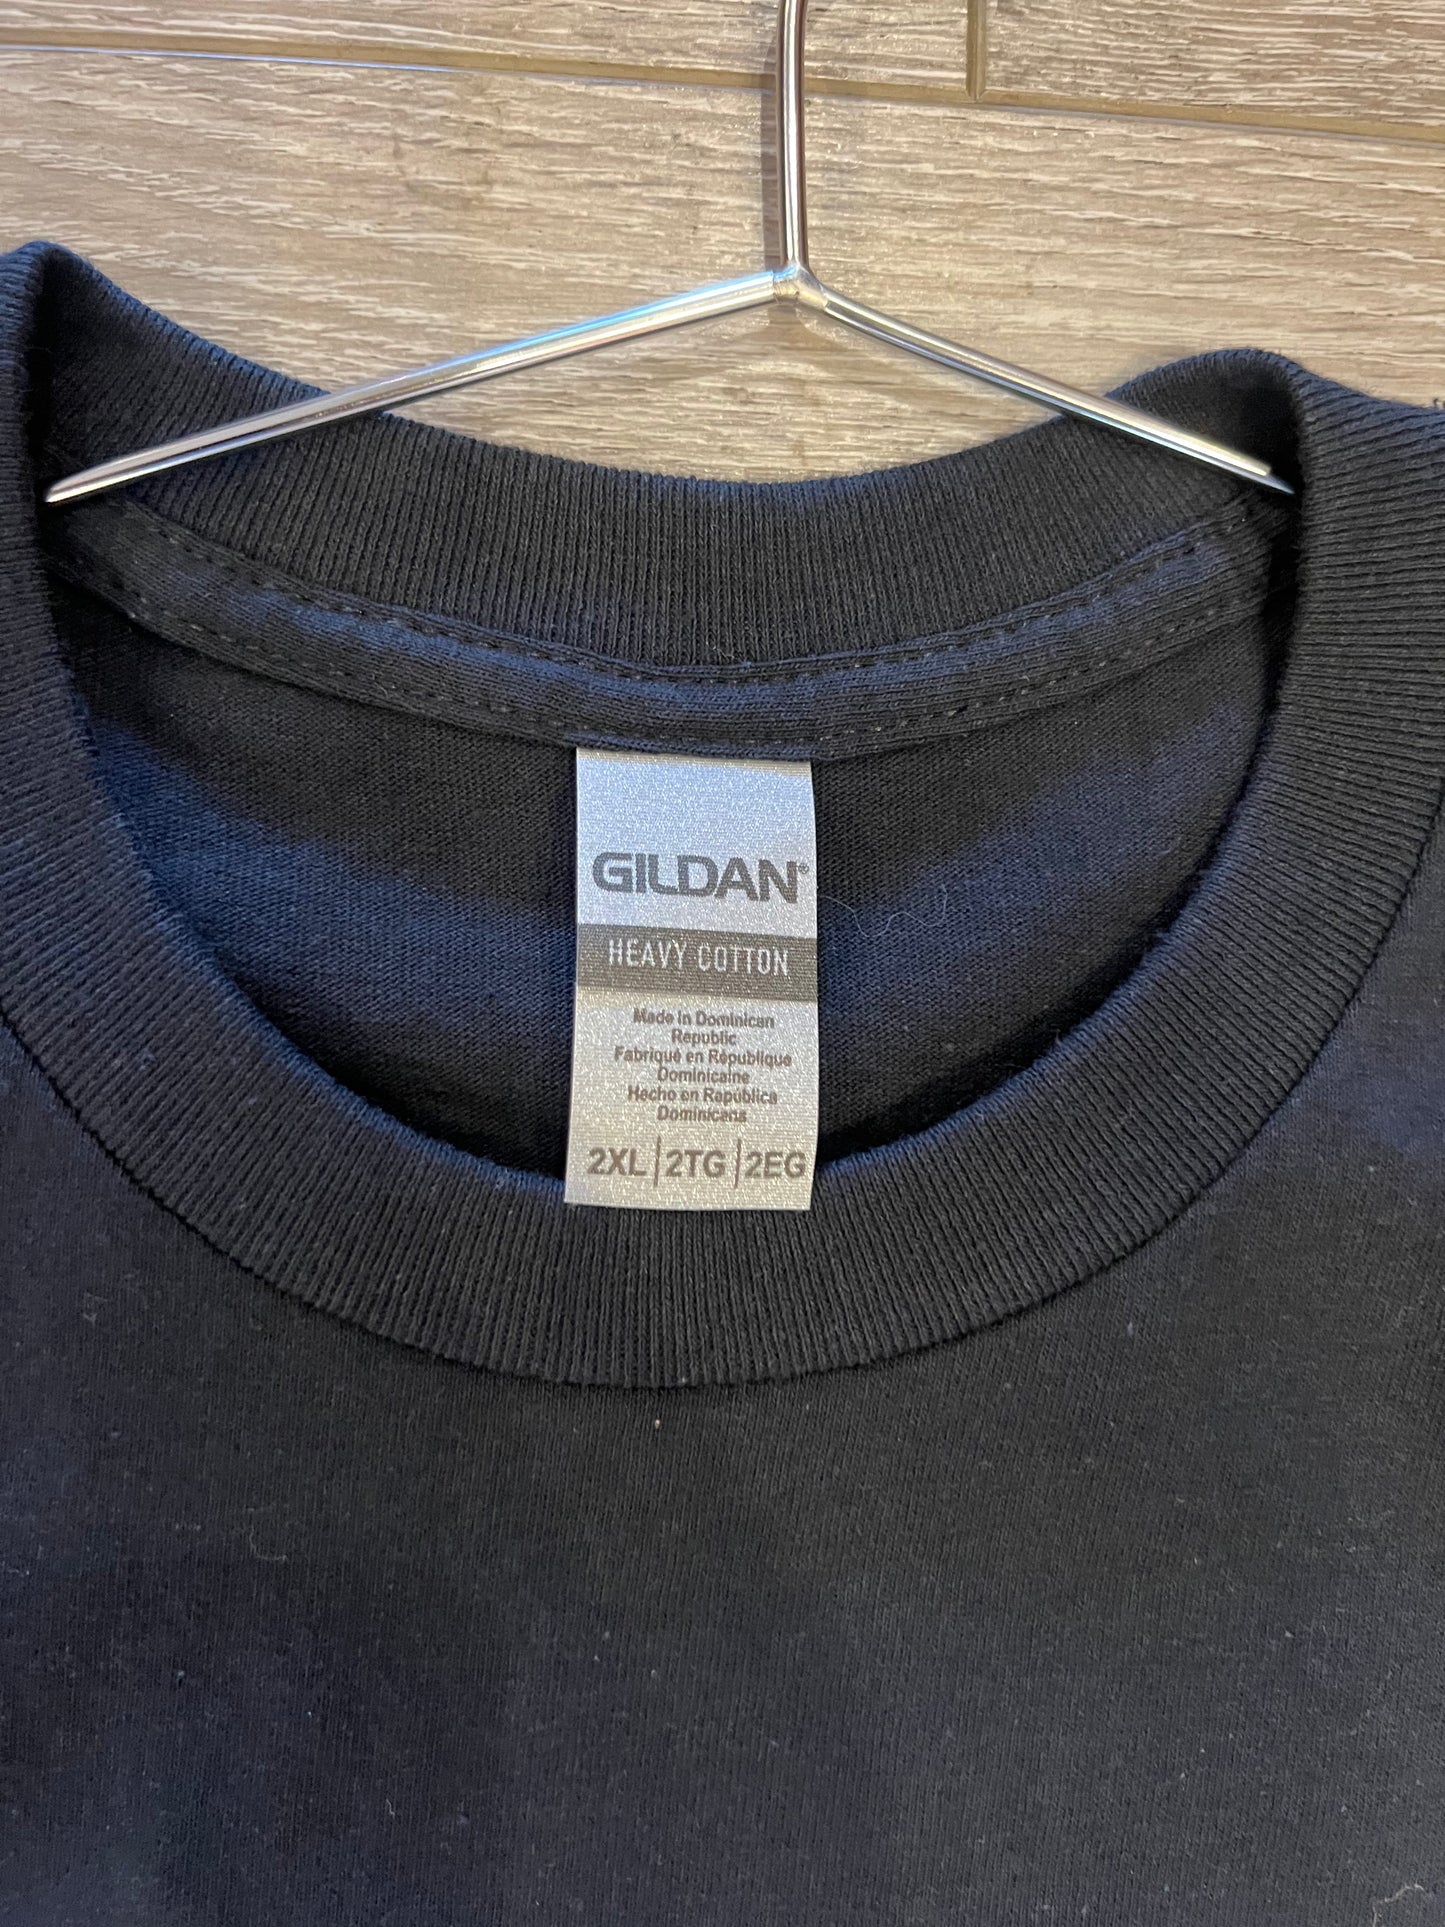 GILDAN®
HEAVY COTTON
Made in Dominican
Republic
Fabriqué en République
Dominicaine
Hecho en República
Dominicana
2XL|2TG|2EG